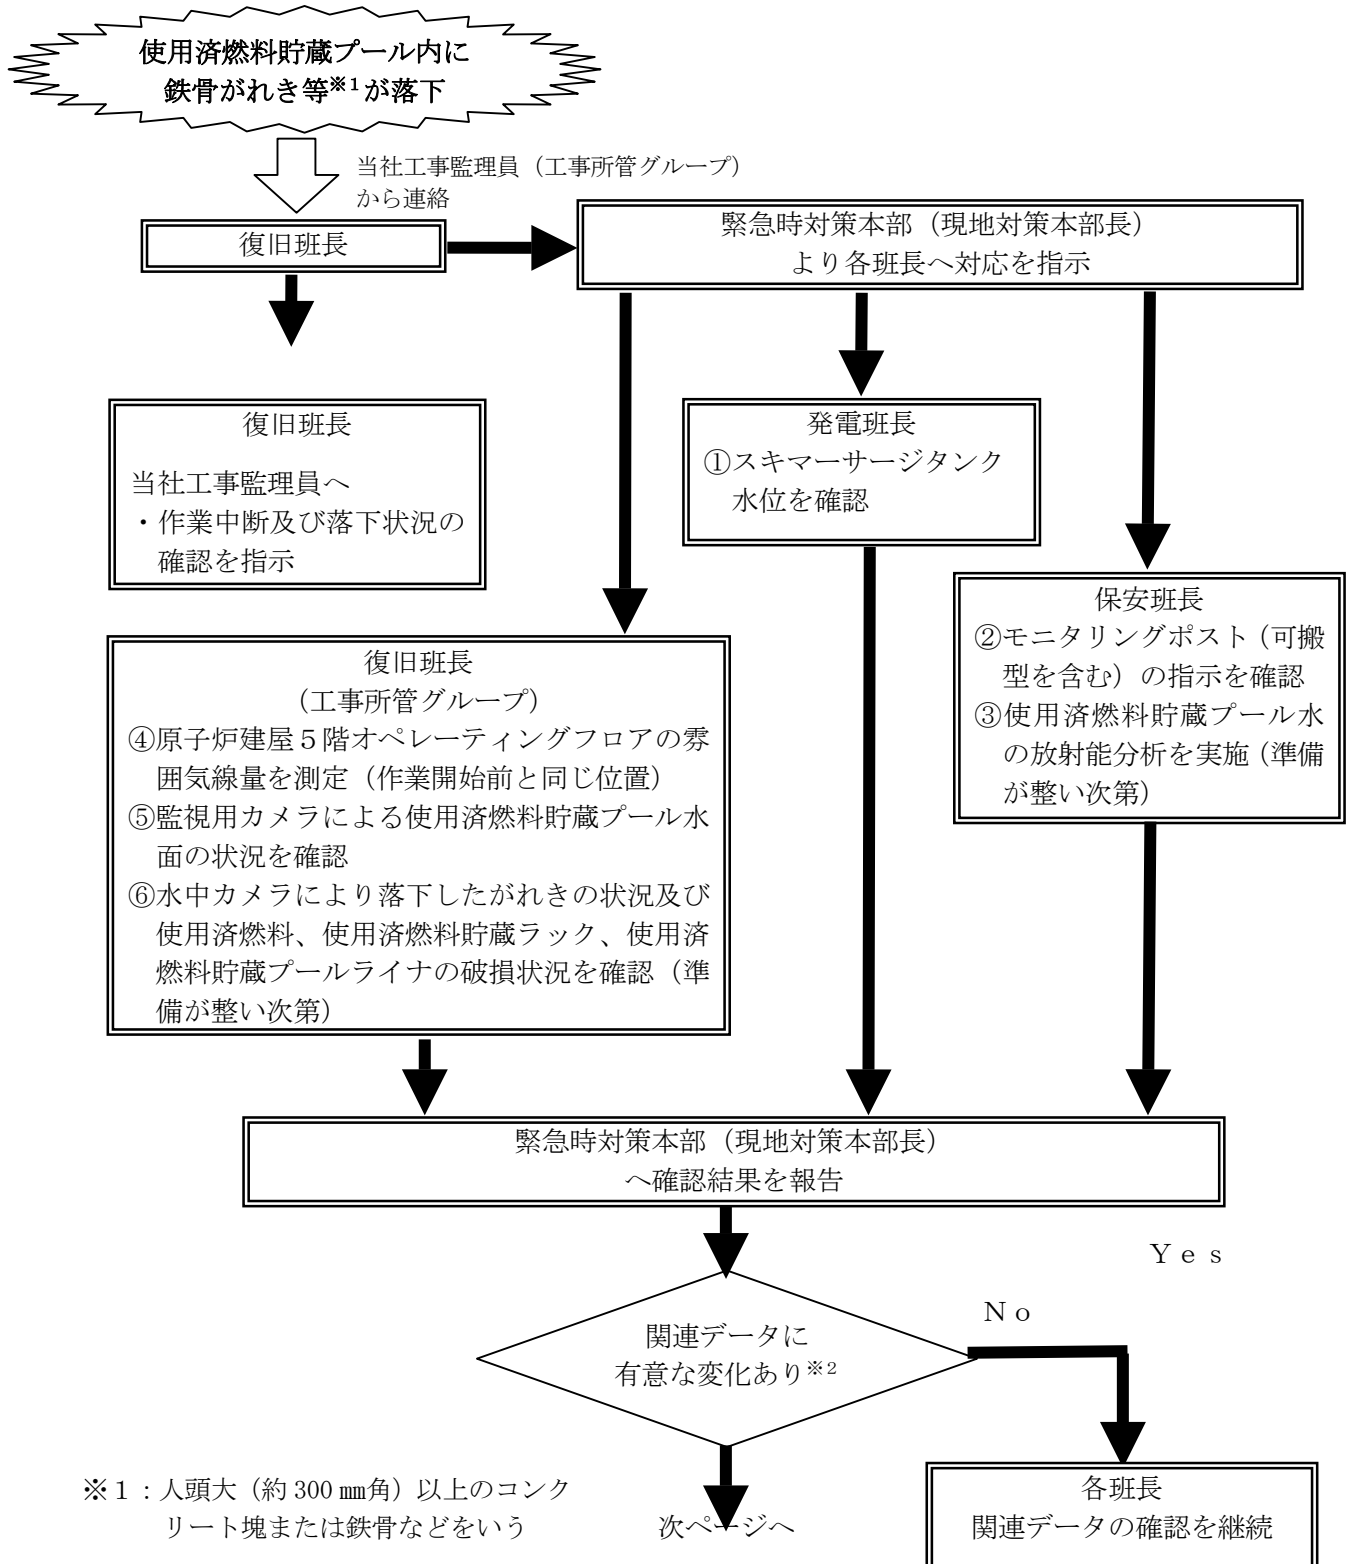 使用済燃料貯蔵プール内に
鉄骨がれき等※1が落下
当社工事監理員（工事所管グループ）
から連絡
復旧班長
緊急時対策本部（現地対策本部長）
より各班長へ対応を指示
復旧班長
当社工事監理員へ
・作業中断及び落下状況の
確認を指示
発電班長
①スキマーサージタンク
水位を確認
保安班長
②モニタリングポスト（可搬
型を含む）の指示を確認
③使用済燃料貯蔵プール水
の放射能分析を実施（準備
が整い次第）
復旧班長
（工事所管グループ）
④原子炉建屋５階オペレーティングフロアの雰
囲気線量を測定（作業開始前と同じ位置）
⑤監視用カメラによる使用済燃料貯蔵プール水
面の状況を確認
⑥水中カメラにより落下したがれきの状況及び
使用済燃料、使用済燃料貯蔵ラック、使用済
燃料貯蔵プールライナの破損状況を確認（準
備が整い次第）
緊急時対策本部（現地対策本部長）
へ確認結果を報告
Ｙｅｓ
Ｎｏ
関連データに
有意な変化あり※2
※１：人頭大（約 300 ㎜角）以上のコンク
リート塊または鉄骨などをいう
次ページへ
各班長
関連データの確認を継続